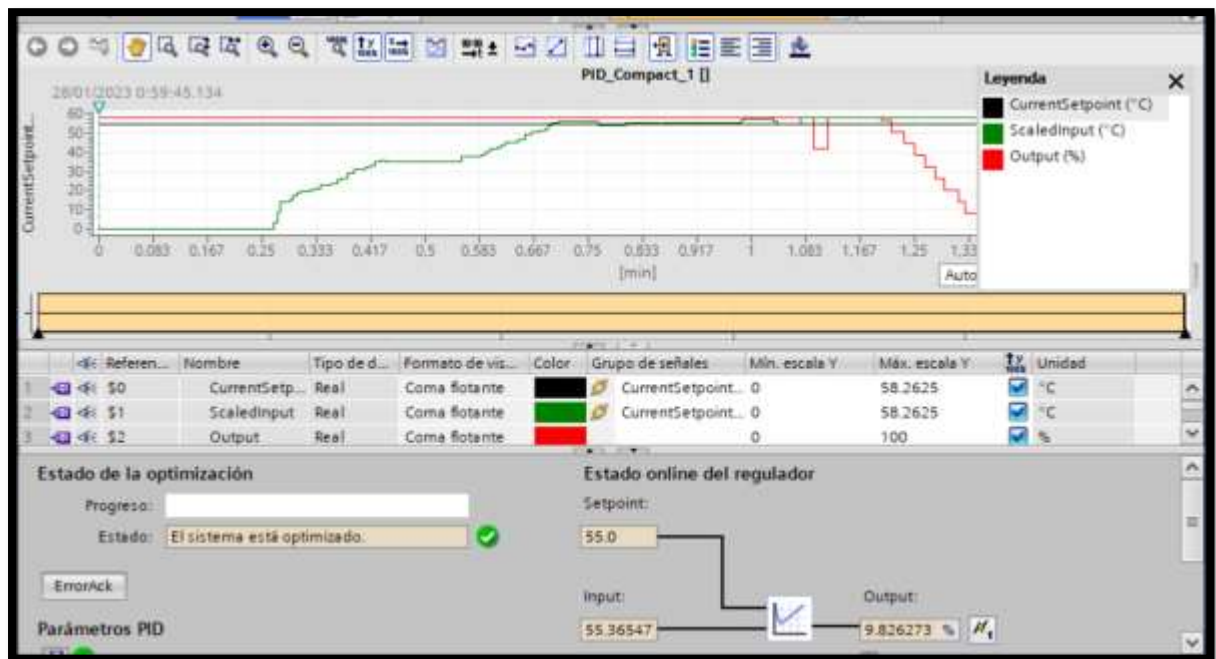 PID_Compact_1 []
Leyenda
28/01/2023 0:59:45.134
CurrentSetpoint (°C)
ScaledInput (°C)
Output (%)
CurrentSetpoint...
60
50
40
30
20
10
0
0 0.083 0.167 0.25 0.333 0.417 0.5 0.583 0.667 0.75 0.833 0.917 1 1.083 1.167 1.25 1.33
[min]
Auto
Referen... Nombre Tipo de d... Formato de vis... Color Grupo de señales Mín. escala Y Máx. escala Y Unidad
1 $0 CurrentSetp... Real Coma flotante CurrentSetpoint... 0 58.2625 °C
2 $1 ScaledInput Real Coma flotante CurrentSetpoint... 0 58.2625 °C
3 $2 Output Real Coma flotante 0 100 %
Estado de la optimización
Estado online del regulador
Progreso:
Setpoint:
Estado: El sistema está optimizado.
55.0
ErrorAck
Input:
Output:
Parámetros PID
55.36547
9.826273 %